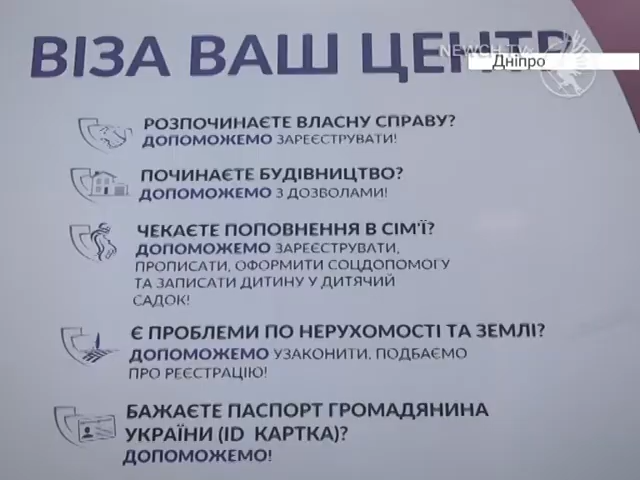 ВІЗА ВАШ ЦЕНТР
NEWCH.TV
Дніпро
РОЗПОЧИНАЄТЕ ВЛАСНУ СПРАВУ?
ДОПОМОЖЕМО ЗАРЕЄСТРУВАТИ!
ПОЧИНАЄТЕ БУДІВНИЦТВО?
ДОПОМОЖЕМО З ДОЗВОЛАМИ!
ЧЕКАЄТЕ ПОПОВНЕННЯ В СІМ'Ї?
ДОПОМОЖЕМО ЗАРЕЄСТРУВАТИ,
ПРОПИСАТИ, ОФОРМИТИ СОЦДОПОМОГУ
ТА ЗАПИСАТИ ДИТИНУ У ДИТЯЧИЙ
САДОК!
Є ПРОБЛЕМИ ПО НЕРУХОМОСТІ ТА ЗЕМЛІ?
ДОПОМОЖЕМО УЗАКОНИТИ, ПОДБАЄМО
ПРО РЕЄСТРАЦІЮ!
БАЖАЄТЕ ПАСПОРТ ГРОМАДЯНИНА
УКРАЇНИ (ID КАРТКА)?
ДОПОМОЖЕМО!